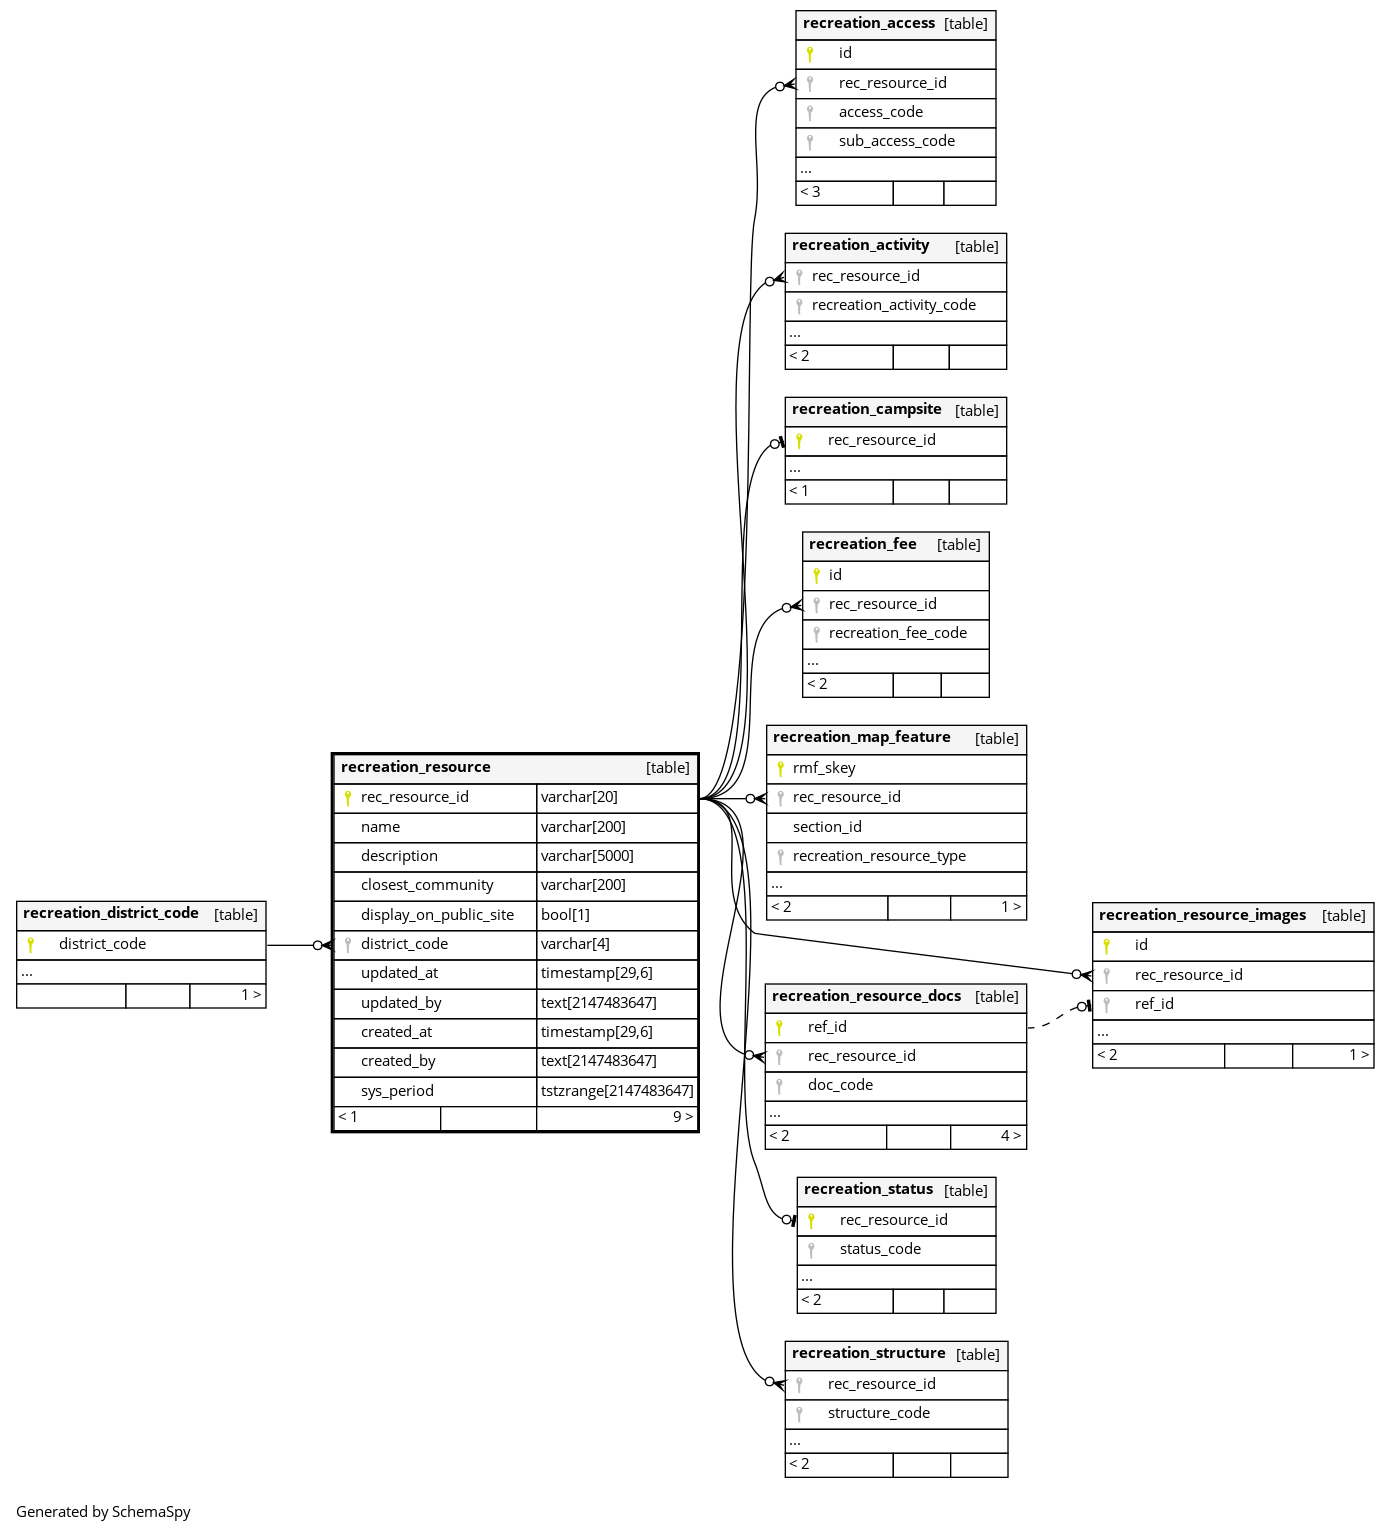 recreation_access [table]
id
rec_resource_id
access_code
sub_access_code
...
< 3
recreation_activity [table]
rec_resource_id
recreation_activity_code
...
< 2
recreation_campsite [table]
rec_resource_id
...
< 1
recreation_fee [table]
id
rec_resource_id
recreation_fee_code
...
< 2
recreation_map_feature [table]
rmf_skey
rec_resource_id
section_id
recreation_resource_type
...
< 2 1 >
recreation_resource [table]
rec_resource_id varchar[20]
name varchar[200]
description varchar[5000]
closest_community varchar[200]
display_on_public_site bool[1]
district_code varchar[4]
updated_at timestamp[29,6]
updated_by text[2147483647]
created_at timestamp[29,6]
created_by text[2147483647]
sys_period tstzrange[2147483647]
< 1 9 >
recreation_district_code [table]
district_code
...
1 >
recreation_resource_images [table]
id
rec_resource_id
ref_id
...
< 2 1 >
recreation_resource_docs [table]
ref_id
rec_resource_id
doc_code
...
< 2 4 >
recreation_status [table]
rec_resource_id
status_code
...
< 2
recreation_structure [table]
rec_resource_id
structure_code
...
< 2
Generated by SchemaSpy